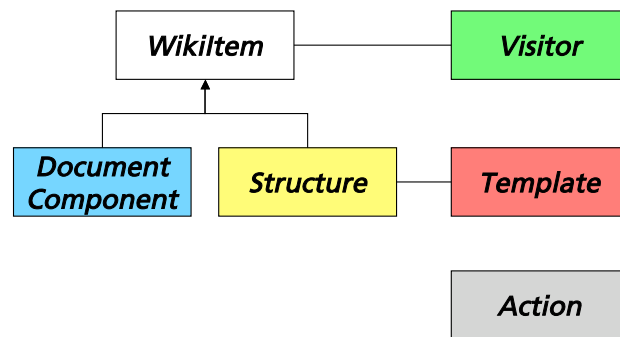 WikiItem
Visitor
Document
Component
Structure
Template
Action